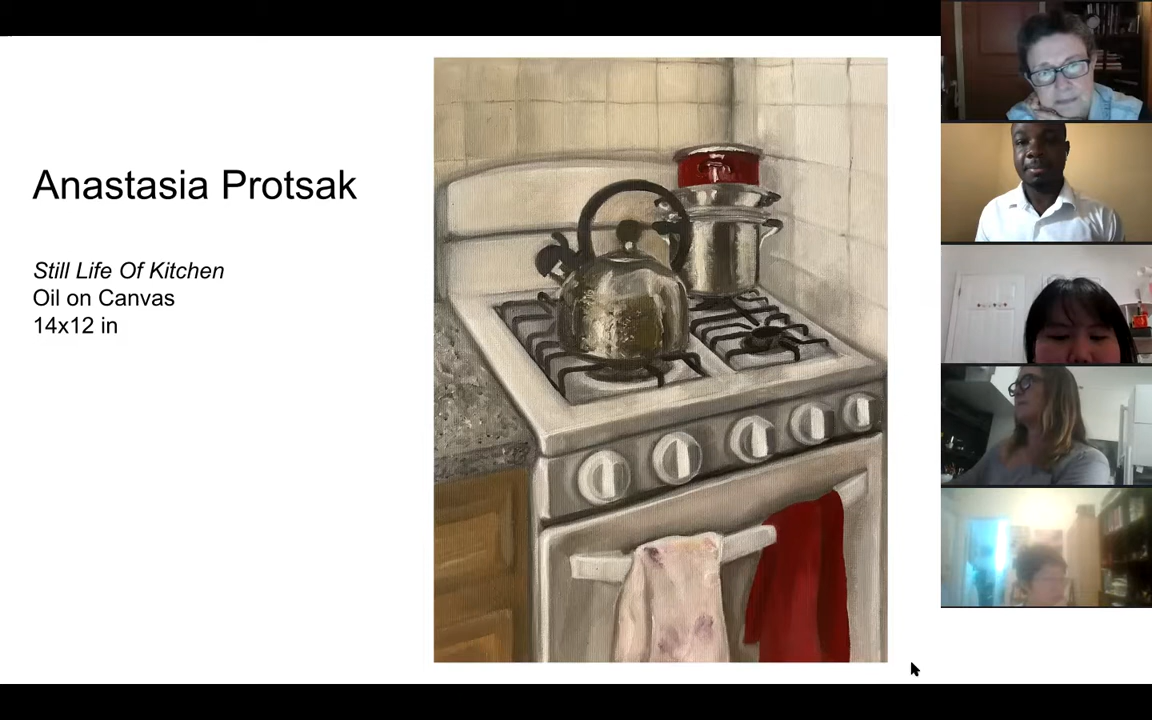 Anastasia Protsak
Still Life Of Kitchen
Oil on Canvas
14x12 in